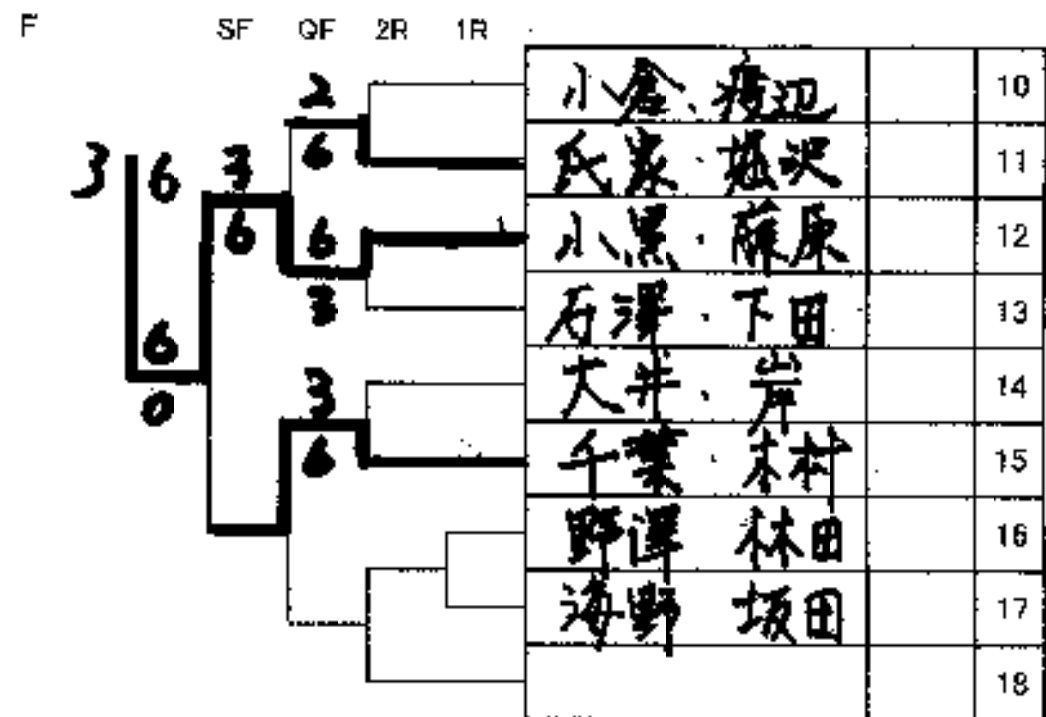 F SF QF 2R 1R
小倉・渡辺 10
2
6 氏家・ 沢 11
3 6 3
6 6 小黒・藤原 12
3 石澤・下田 13
6
0 3 大井・岸 14
6 千葉・木村 15
野澤 林田 16
海野 坂田 17
18